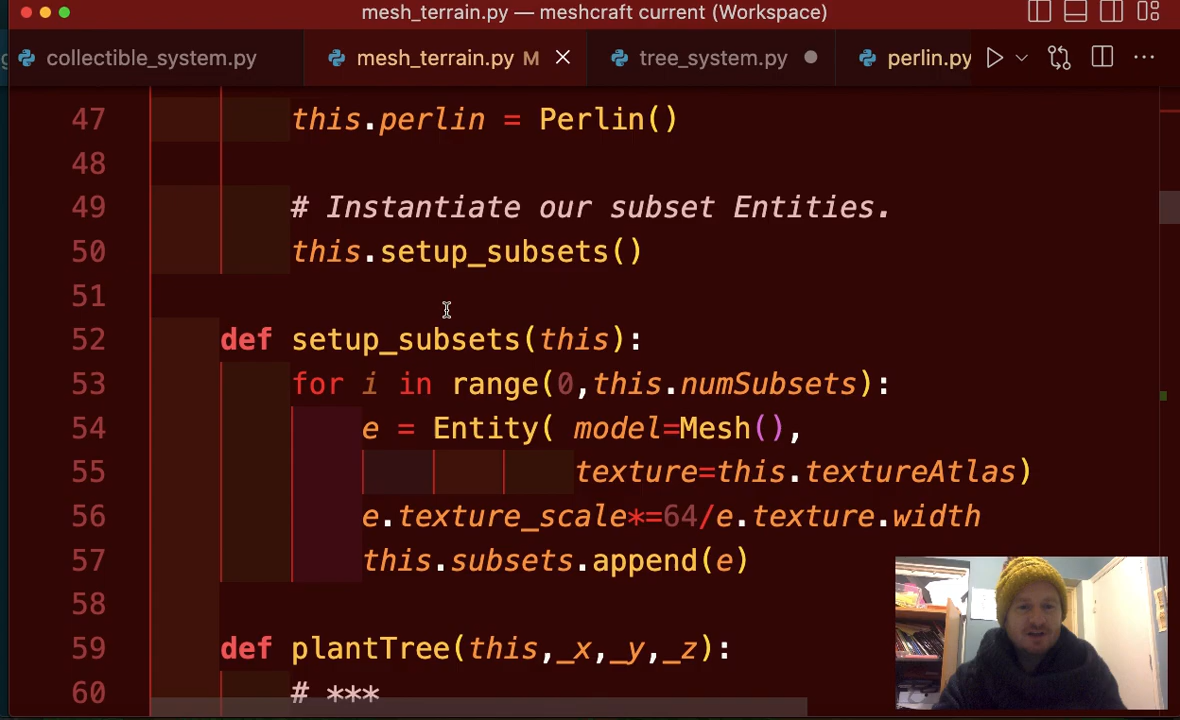 mesh_terrain.py — meshcraft current (Workspace)
collectible_system.py mesh_terrain.py M tree_system.py perlin.py
47 this.perlin = Perlin()
48
49 # Instantiate our subset Entities.
50 this.setup_subsets()
51
52 def setup_subsets(this):
53 for i in range(0,this.numSubsets):
54 e = Entity( model=Mesh(),
55 texture=this.textureAtlas)
56 e.texture_scale*=64/e.texture.width
57 this.subsets.append(e)
58
59 def plantTree(this,_x,_y,_z):
60 # ***